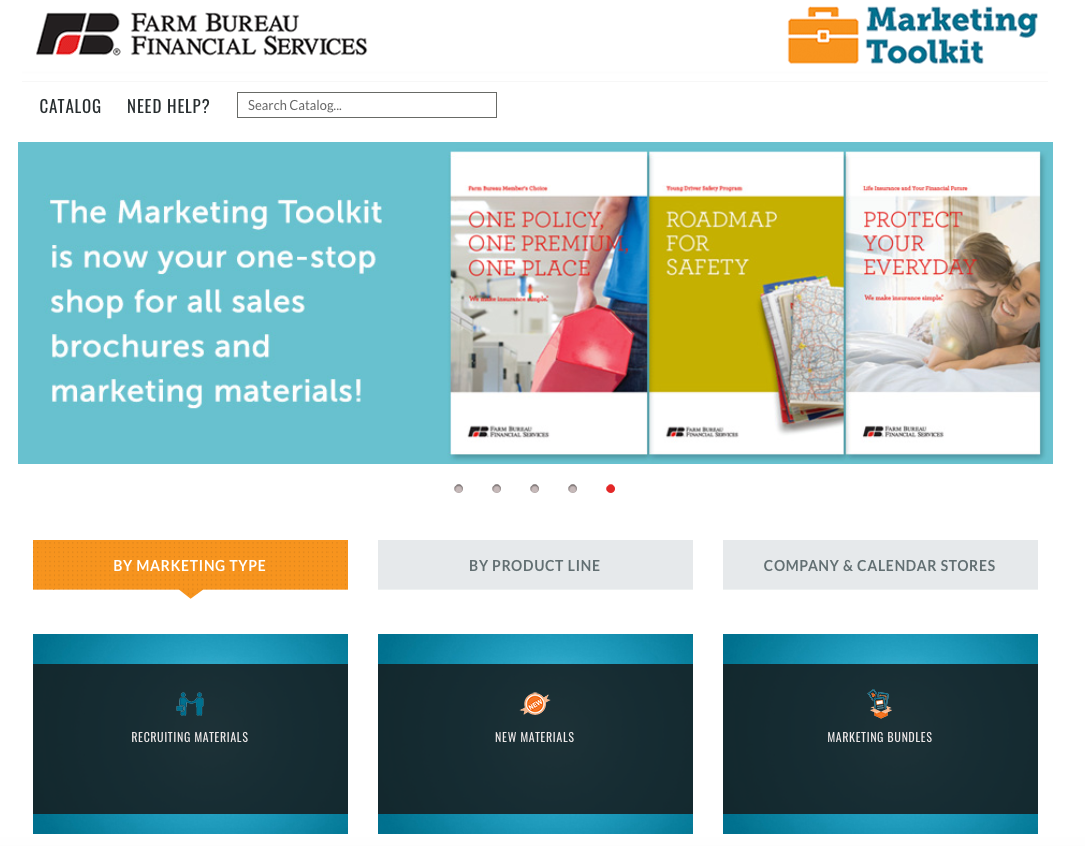 FARM BUREAU
FINANCIAL SERVICES
Marketing
Toolkit
CATALOG NEED HELP? Search Catalog...
The Marketing Toolkit
is now your one-stop
shop for all sales
brochures and
marketing materials!
Farm Bureau Member's Choice
ONE POLICY,
ONE PREMIUM,
ONE PLACE
We make insurance simple.
FARM BUREAU
FINANCIAL SERVICES
Young Driver Safety Program
ROADMAP
FOR
SAFETY
FARM BUREAU
FINANCIAL SERVICES
Life Insurance and Your Financial Future
PROTECT
YOUR
EVERYDAY
We make insurance simple.
FARM BUREAU
FINANCIAL SERVICES
BY MARKETING TYPE
BY PRODUCT LINE
COMPANY & CALENDAR STORES
RECRUITING MATERIALS
NEW
NEW MATERIALS
MARKETING BUNDLES